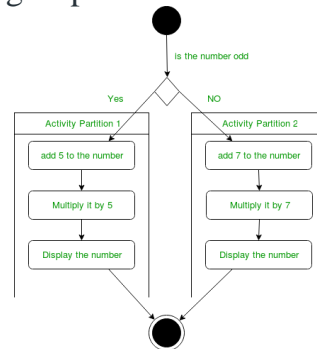 is the number odd
Yes
NO
Activity Partition 1
Activity Partition 2
add 5 to the number
add 7 to the number
Multiply it by 5
Multiply it by 7
Display the number
Display the number